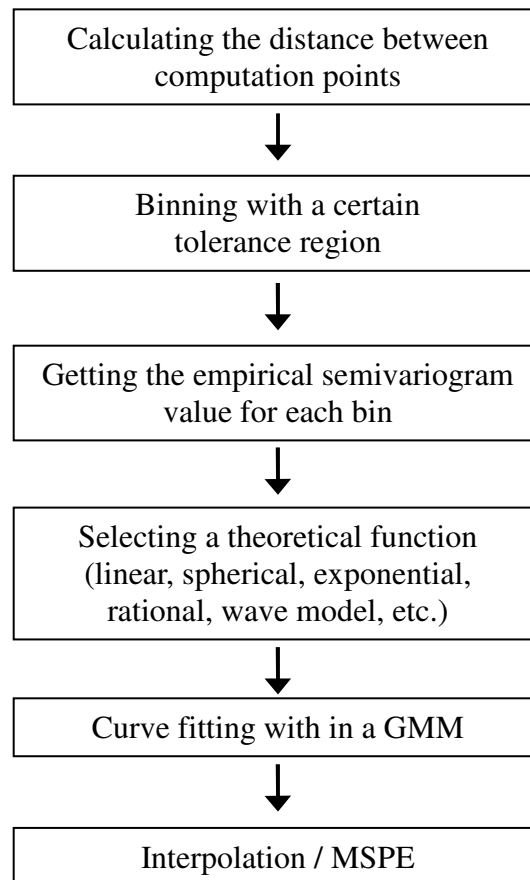 Calculating the distance between
computation points
Binning with a certain
tolerance region
Getting the empirical semivariogram
value for each bin
Selecting a theoretical function
(linear, spherical, exponential,
rational, wave model, etc.)
Curve fitting with in a GMM
Interpolation / MSPE